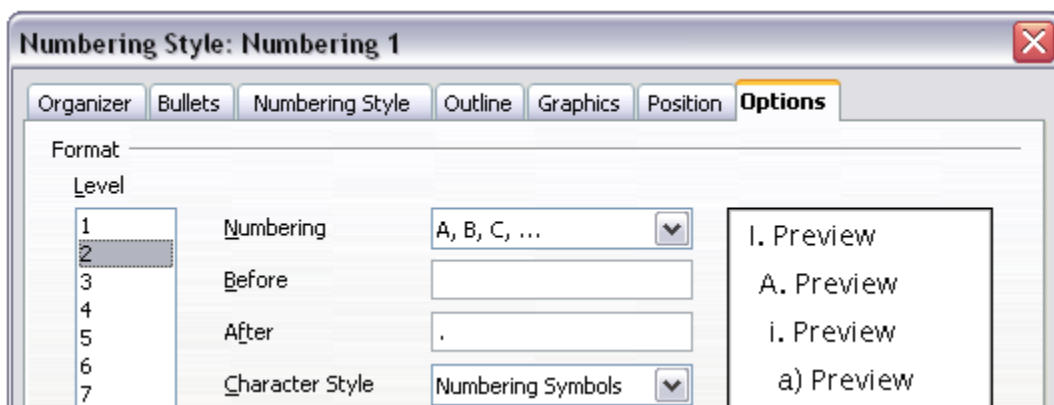 Numbering Style: Numbering 1
Organizer Bullets Numbering Style Outline Graphics Position Options
Format
Level
1
2
3
4
5
6
7
Numbering A, B, C, ...
Before
After .
Character Style Numbering Symbols
I. Preview
A. Preview
i. Preview
a) Preview